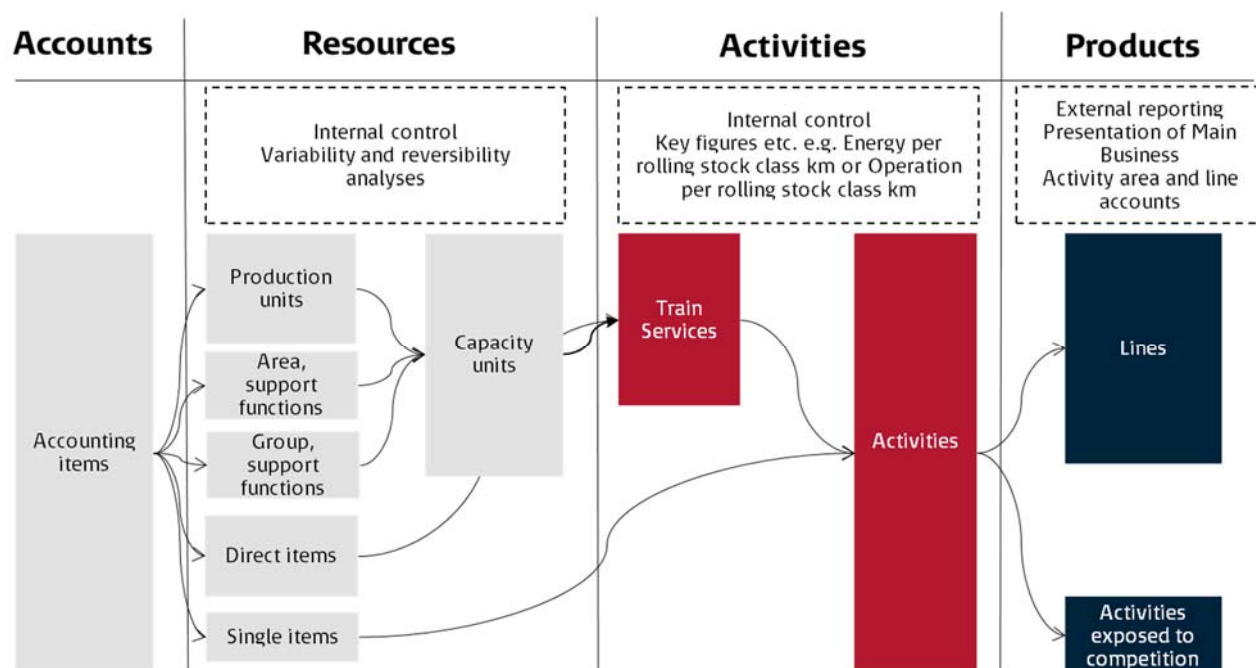 Accounts
Resources
Activities
Products
Internal control
Variability and reversibility
analyses
Internal control
Key figures etc. e.g. Energy per
rolling stock class km or Operation
per rolling stock class km
External reporting
Presentation of Main
Business
Activity area and line
accounts
Accounting
items
Production
units
Area,
support
functions
Group,
support
functions
Direct items
Single items
Capacity
units
Train
Services
Activities
Lines
Activities
exposed to
competition